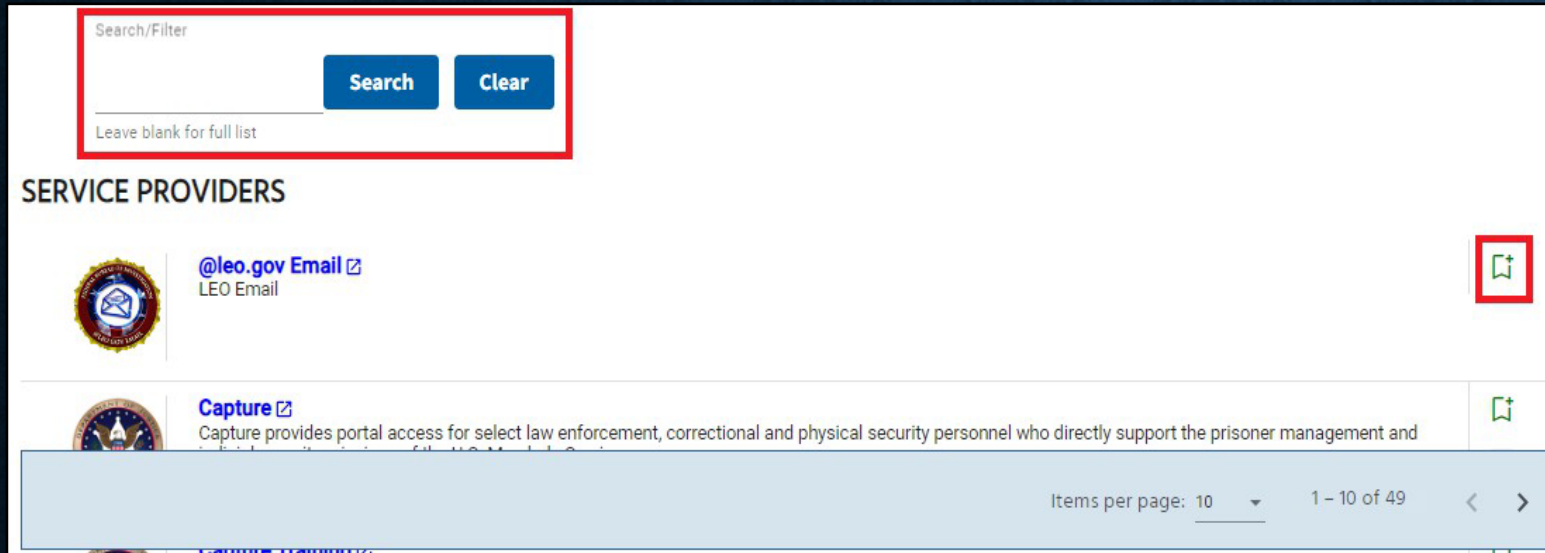 Search/Filter
Search
Clear
Leave blank for full list
SERVICE PROVIDERS
@leo.gov Email
LEO Email
Capture
Capture provides portal access for select law enforcement, correctional and physical security personnel who directly support the prisoner management and
Items per page: 10
1 – 10 of 49